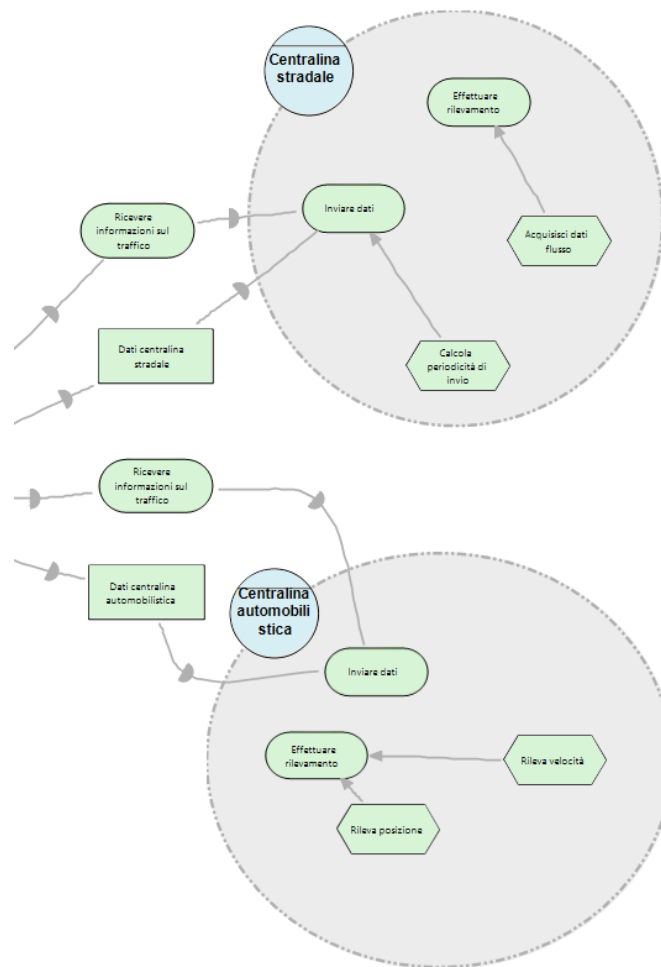 Centralina
stradale
Effettuare
rilevamento
Ricevere
informazioni sul
traffico
Inviare dati
Acquisisci dati
flusso
Dati centralina
stradale
Calcola
periodicità di
invio
Ricevere
informazioni sul
traffico
Dati centralina
automobilistica
Centralina
automobili
stica
Inviare dati
Effettuare
rilevamento
Rileva velocità
Rileva posizione